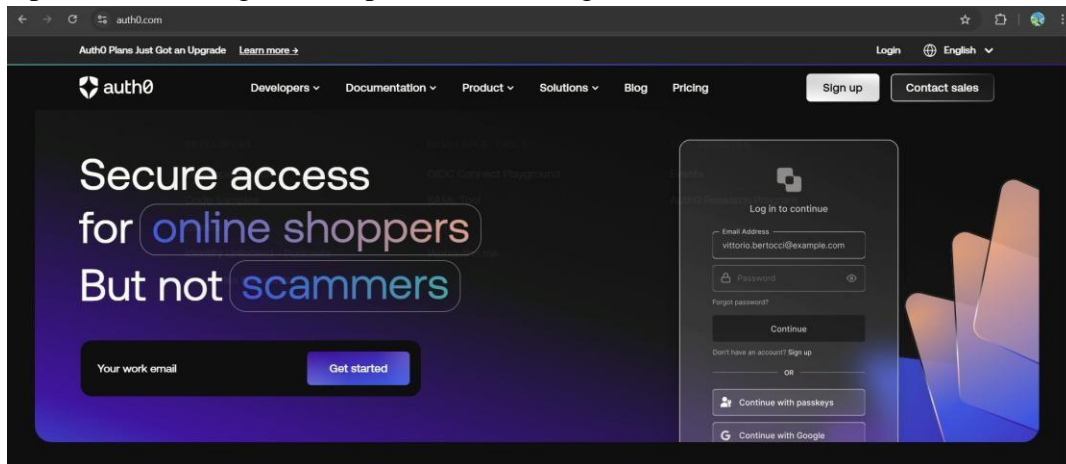 auth0.com
Auth0 Plans Just Got an Upgrade Learn more → Login English
auth0 Developers Documentation Product Solutions Blog Pricing Sign up Contact sales
Secure access
for online shoppers
But not scammers
Your work email Get started
Log in to continue
Email Address
vittorio.bertocci@example.com
Password
Forgot password?
Continue
Don't have an account? Sign up
OR
Continue with passkeys
Continue with Google